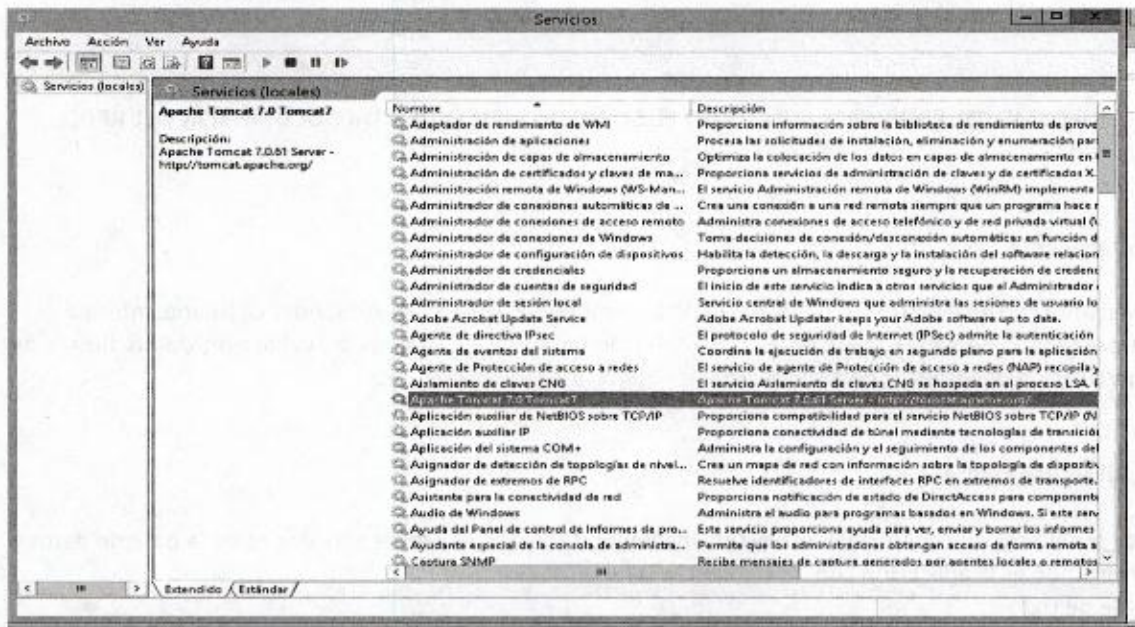 Servicios
Archivo Acción Ver Ayuda
Servicios (locales)
Servicios (locales)
Apache Tomcat 7.0 Tomcat7
Descripción:
Apache Tomcat 7.0.61 Server -
http://tomcat.apache.org/
Nombre Descripción
Adaptador de rendimiento de WMI Proporciona información sobre la biblioteca de rendimiento de prove
Administración de aplicaciones Procesa las solicitudes de instalación, eliminación y enumeración par
Administración de capas de almacenamiento Optimiza la colocación de los datos en capas de almacenamiento en
Administración de certificados y claves de ma... Proporciona servicios de administración de claves y de certificados X.
Administración remota de Windows (WS-Man... El servicio Administración remota de Windows (WinRM) implementa
Administrador de conexiones automáticas de ... Crea una conexión a una red remota siempre que un programa hace r
Administrador de conexiones de acceso remoto Administra conexiones de acceso telefónico y de red privada virtual
Administrador de conexiones de Windows Toma decisiones de conexión/desconexión automáticas en función d
Administrador de configuración de dispositivos Habilita la detección, la descarga y la instalación del software relacion
Administrador de credenciales Proporciona un almacenamiento seguro y la recuperación de creden
Administrador de cuentas de seguridad El inicio de este servicio indica a otros servicios que el Administrador
Administrador de sesión local Servicio central de Windows que administra las sesiones de usuario lo
Adobe Acrobat Update Service Adobe Acrobat Updater keeps your Adobe software up to date.
Agente de directiva IPsec El protocolo de seguridad de Internet (IPSec) admite la autenticación
Agente de eventos del sistema Coordina la ejecución de trabajo en segundo plano para la aplicación
Agente de Protección de acceso a redes El servicio de agente de Protección de acceso a redes (NAP) recopila y
Aislamiento de claves CNG El servicio Aislamiento de claves CNG se hospeda en el proceso LSA.
Apache Tomcat 7.0 Tomcat7 Apache Tomcat 7.0.61 Server - http://tomcat.apache.org/
Aplicación auxiliar de NetBIOS sobre TCP/IP Proporciona compatibilidad para el servicio NetBIOS sobre TCP/IP (N
Aplicación auxiliar IP Proporciona conectividad de túnel mediante tecnologías de transició
Aplicación del sistema COM+ Administra la configuración y el seguimiento de los componentes de
Asignador de detección de topologías de nivel... Crea un mapa de red con información sobre la topología de dispositi
Asignador de extremos de RPC Resuelve identificadores de interfaces RPC en extremos de transporte.
Asistente para la conectividad de red Proporciona notificación de estado de DirectAccess para componente
Audio de Windows Administra el audio para programas basados en Windows. Si este serv
Ayuda del Panel de control de Informes de pro... Este servicio proporciona ayuda para ver, enviar y borrar los informes
Ayudante especial de la consola de administra... Permite que los administradores obtengan acceso de forma remota a
Captura SNMP Recibe mensajes de captura generados por agentes locales o remotos
Extendido Estándar